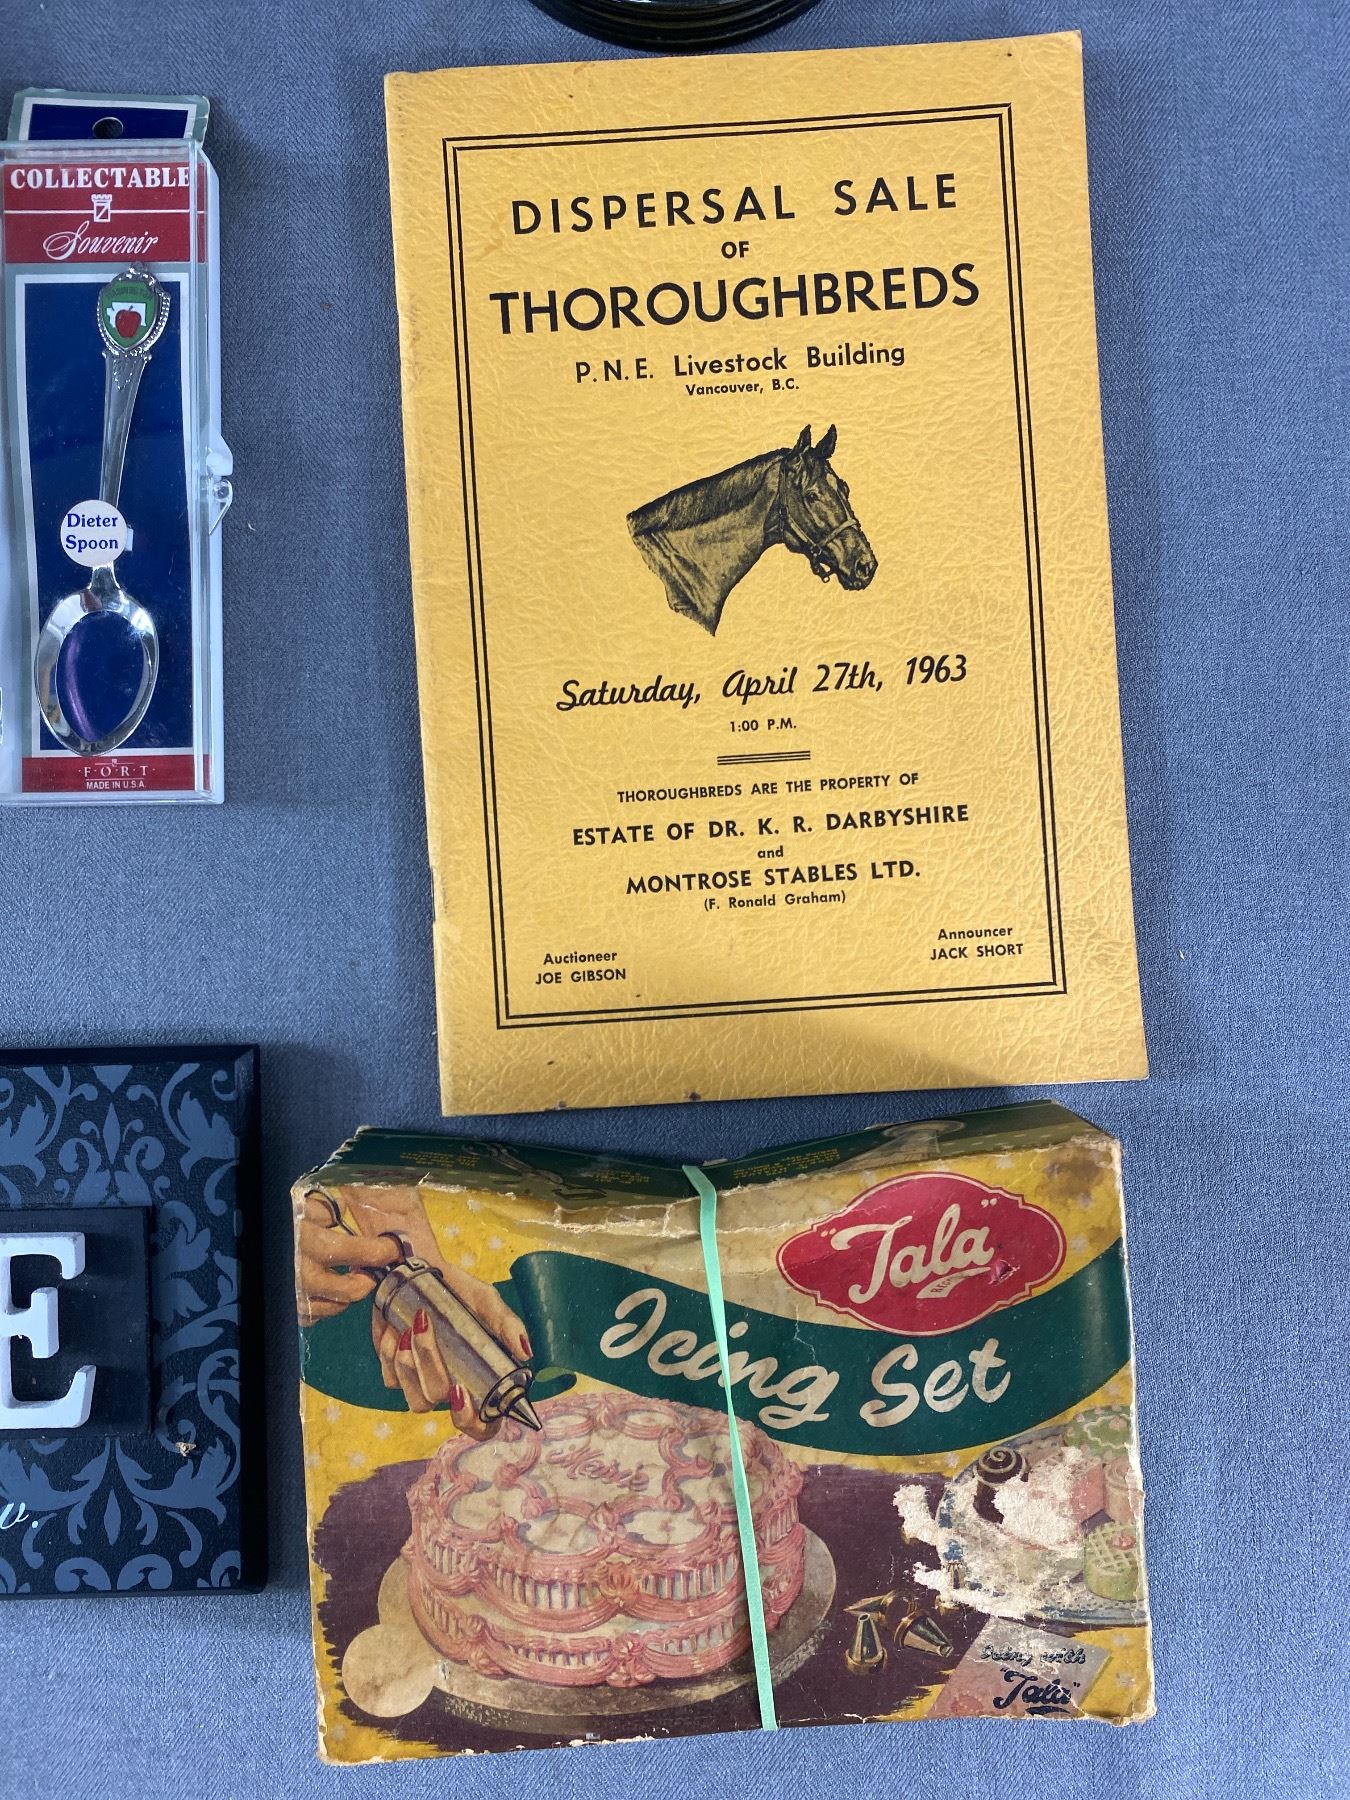 COLLECTABLE
Souvenir
Dieter
Spoon
FORT
MADE IN U.S.A.
DISPERSAL SALE
OF
THOROUGHBREDS
P.N.E. Livestock Building
Vancouver, B.C.
Saturday, April 27th, 1963
1:00 P.M.
THOROUGHBREDS ARE THE PROPERTY OF
ESTATE OF DR. K. R. DARBYSHIRE
and
MONTROSE STABLES LTD.
(F. Ronald Graham)
Auctioneer
JOE GIBSON
Announcer
JACK SHORT
E
"Tala"
Icing Set
Icing with
"Tala"